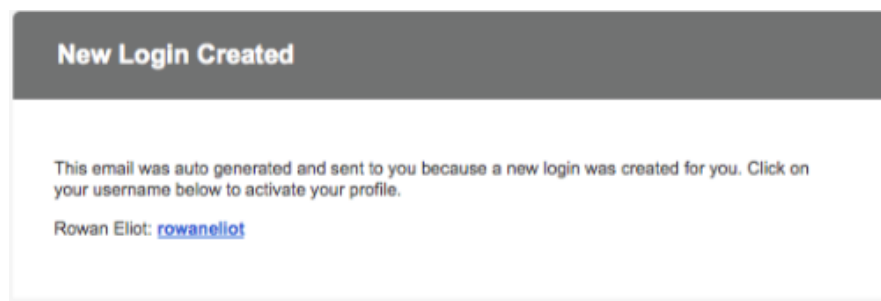 New Login Created
This email was auto generated and sent to you because a new login was created for you. Click on
your username below to activate your profile.
Rowan Eliot: rowaneliot